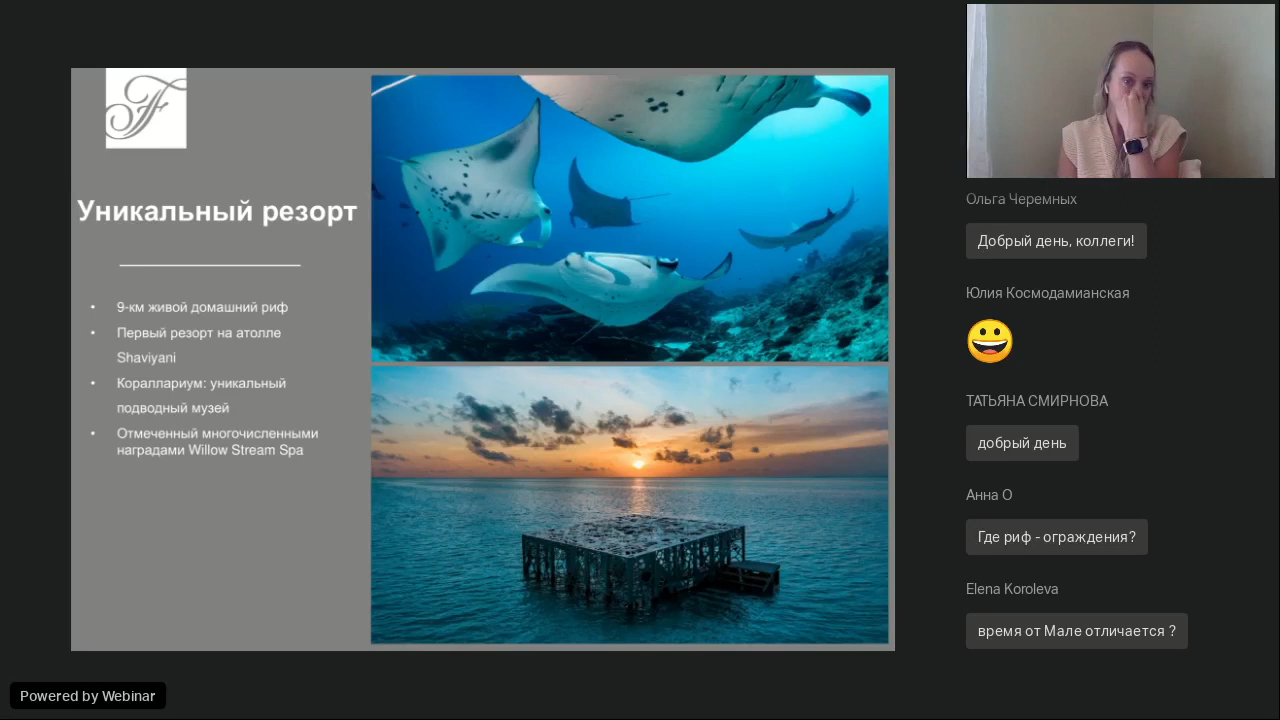 Уникальный резорт
• 9-км живой домашний риф
• Первый резорт на атолле
Shaviyani
• Кораллариум: уникальный
подводный музей
• Отмеченный многочисленными
наградами Willow Stream Spa
Ольга Черемных
Добрый день, коллеги!
Юлия Космодамианская
ТАТЬЯНА СМИРНОВА
добрый день
Анна О
Где риф - ограждения?
Elena Koroleva
время от Мале отличается ?
Powered by Webinar